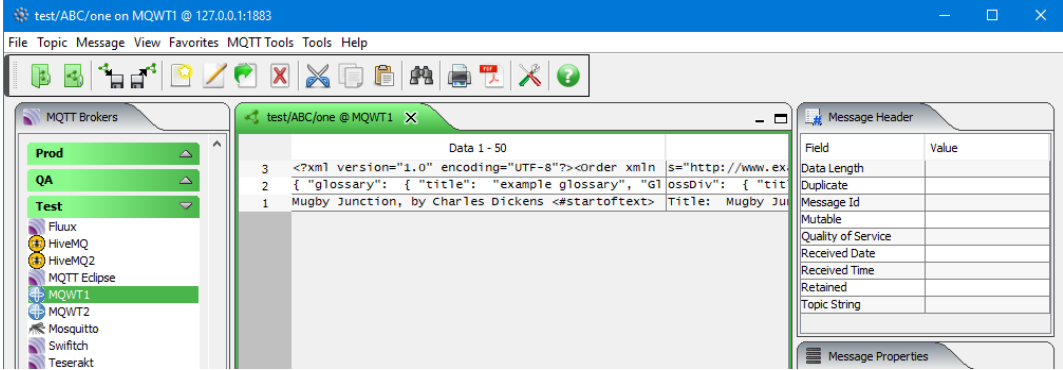 test/ABC/one on MQWT1 @ 127.0.0.1:1883
File Topic Message View Favorites MQTT Tools Tools Help
PDF
MQTT Brokers
Prod
QA
Test
Fluux
HiveMQ
HiveMQ2
MQTT Eclipse
MQWT1
MQWT2
Mosquitto
Swifitch
Teserakt
test/ABC/one @ MQWT1
Data 1 - 50
3 <?xml version="1.0" encoding="UTF-8"?><Order xmln s="http://www.exa
2 { "glossary": { "title": "example glossary", "Gl ossDiv": { "tit
1 Mugby Junction, by Charles Dickens <#startoftext> Title: Mugby Jun
Message Header
Field Value
Data Length
Duplicate
Message Id
Mutable
Quality of Service
Received Date
Received Time
Retained
Topic String
Message Properties